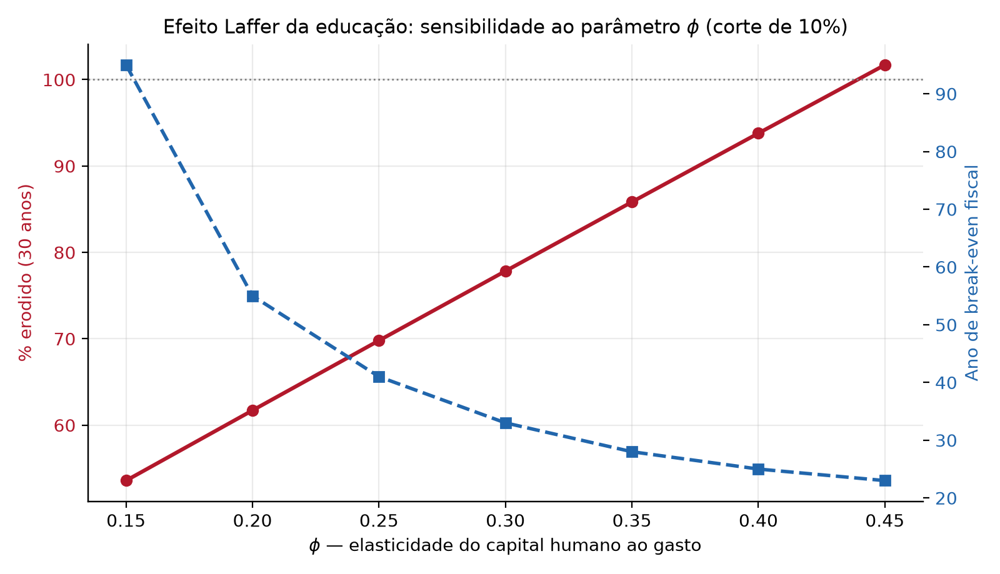 Efeito Laffer da educação: sensibilidade ao parâmetro ϕ (corte de 10%)
% erodido (30 anos)
100
90
80
70
60
Ano de break-even fiscal
90
80
70
60
50
40
30
20
0.15 0.20 0.25 0.30 0.35 0.40 0.45
ϕ — elasticidade do capital humano ao gasto